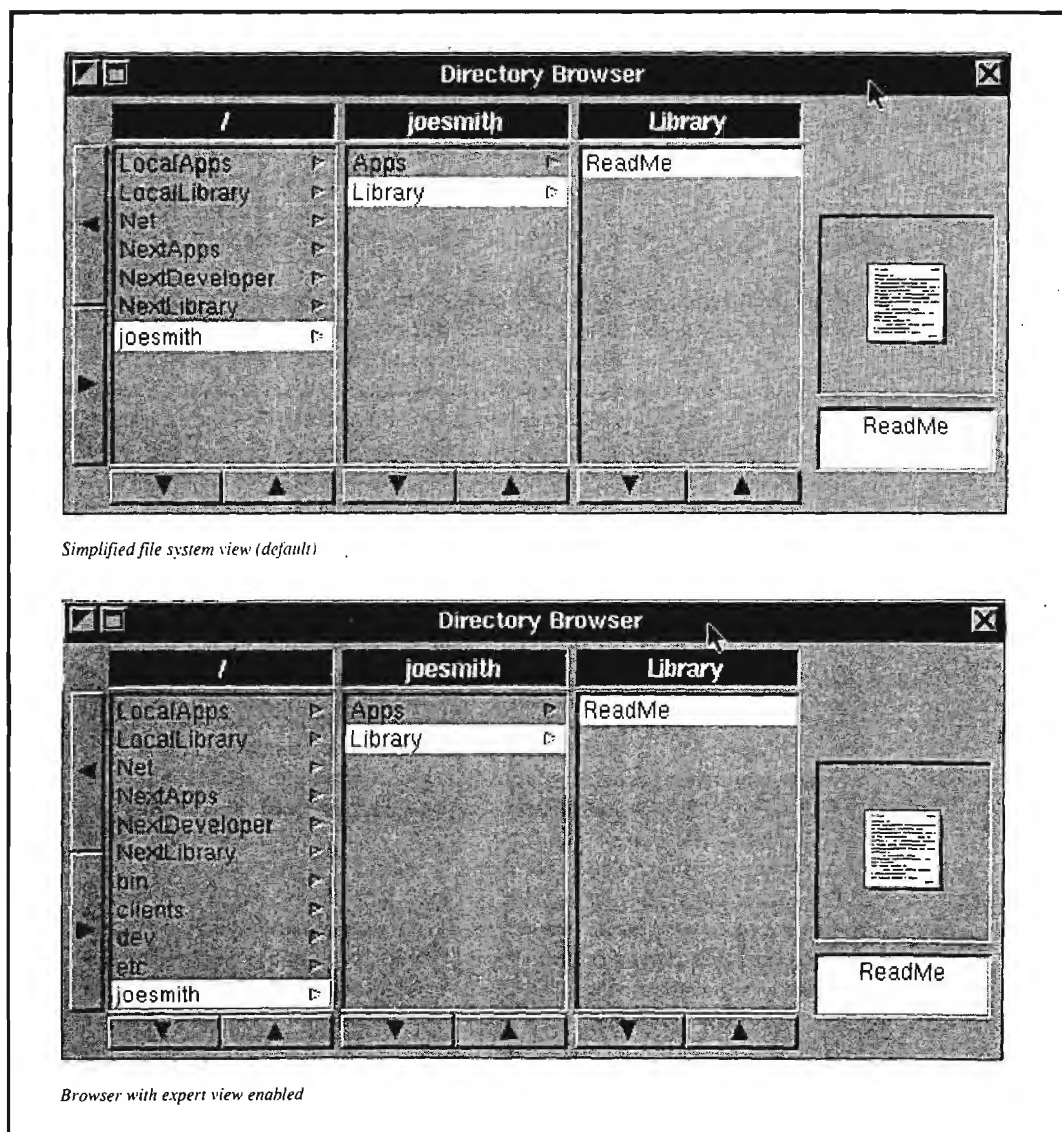 Directory Browser
/
joesmith
Library
LocalApps
LocalLibrary
Net
NextApps
NextDeveloper
NextLibrary
joesmith
Apps
Library
ReadMe
ReadMe
Simplified file system view (default)
Directory Browser
/
joesmith
Library
LocalApps
LocalLibrary
Net
NextApps
NextDeveloper
NextLibrary
bin
clients
dev
etc
joesmith
Apps
Library
ReadMe
ReadMe
Browser with expert view enabled